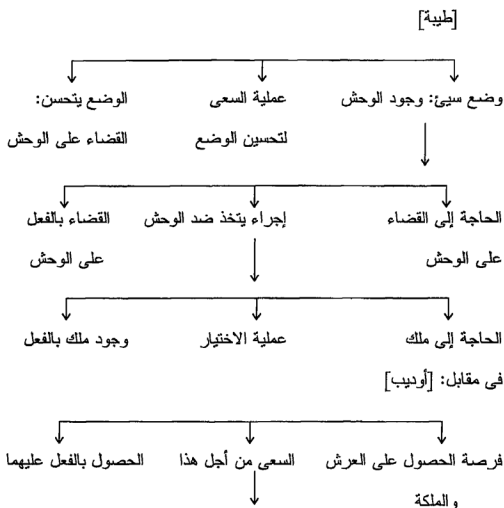 [طيبة]
وضع سيئ: وجود الوحش عملية السعى الوضع يتحسن:
لتحسين الوضع القضاء على الوحش
الحاجة إلى القضاء إجراء يتخذ ضد الوحش القضاء بالفعل
على الوحش على الوحش
الحاجة إلى ملك عملية الاختيار وجود ملك بالفعل
فى مقابل: [أوديب]
فرصة الحصول على العرش السعى من أجل هذا الحصول بالفعل عليهما
والملكة